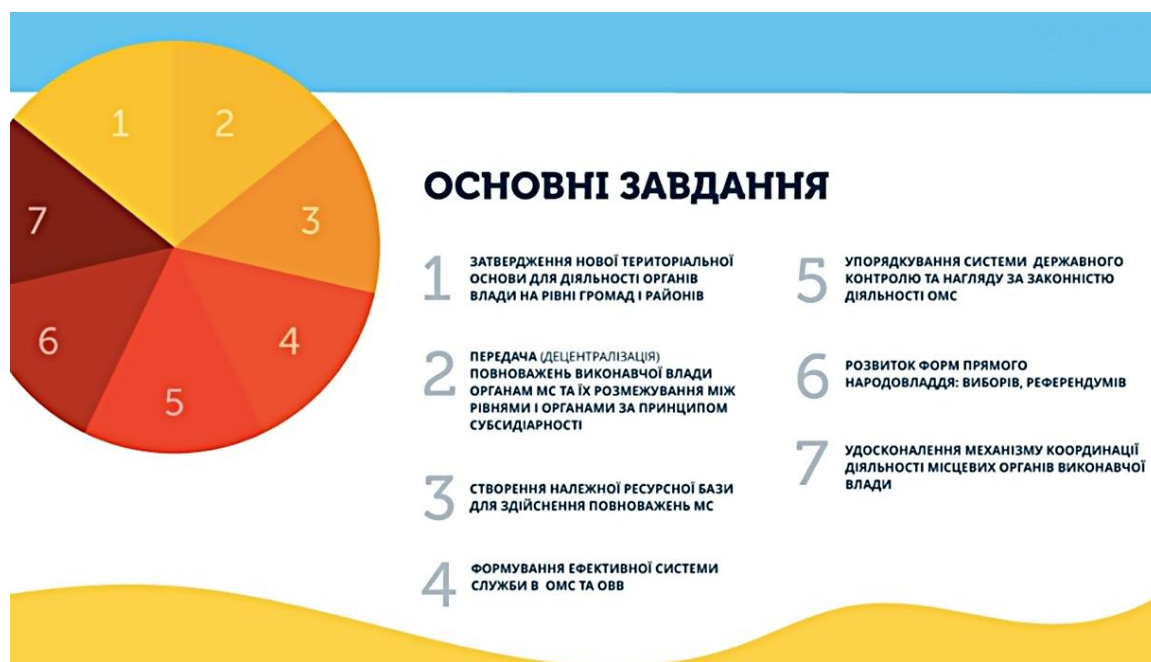 1
2
3
4
5
6
7
ОСНОВНІ ЗАВДАННЯ
1
ЗАТВЕРДЖЕННЯ НОВОЇ ТЕРИТОРІАЛЬНОЇ
ОСНОВИ ДЛЯ ДІЯЛЬНОСТІ ОРГАНІВ
ВЛАДИ НА РІВНІ ГРОМАД І РАЙОНІВ
2
ПЕРЕДАЧА (ДЕЦЕНТРАЛІЗАЦІЯ)
ПОВНОВАЖЕНЬ ВИКОНАВЧОЇ ВЛАДИ
ОРГАНАМ МС ТА ЇХ РОЗМЕЖУВАННЯ МІЖ
РІВНЯМИ І ОРГАНАМИ ЗА ПРИНЦИПОМ
СУБСИДІАРНОСТІ
3
СТВОРЕННЯ НАЛЕЖНОЇ РЕСУРСНОЇ БАЗИ
ДЛЯ ЗДІЙСНЕННЯ ПОВНОВАЖЕНЬ МС
4
ФОРМУВАННЯ ЕФЕКТИВНОЇ СИСТЕМИ
СЛУЖБИ В ОМС ТА ОВВ
5
УПОРЯДКУВАННЯ СИСТЕМИ ДЕРЖАВНОГО
КОНТРОЛЮ ТА НАГЛЯДУ ЗА ЗАКОННІСТЮ
ДІЯЛЬНОСТІ ОМС
6
РОЗВИТОК ФОРМ ПРЯМОГО
НАРОДОВЛАДДЯ: ВИБОРІВ, РЕФЕРЕНДУМІВ
7
УДОСКОНАЛЕННЯ МЕХАНІЗМУ КООРДИНАЦІЇ
ДІЯЛЬНОСТІ МІСЦЕВИХ ОРГАНІВ ВИКОНАВЧОЇ
ВЛАДИ